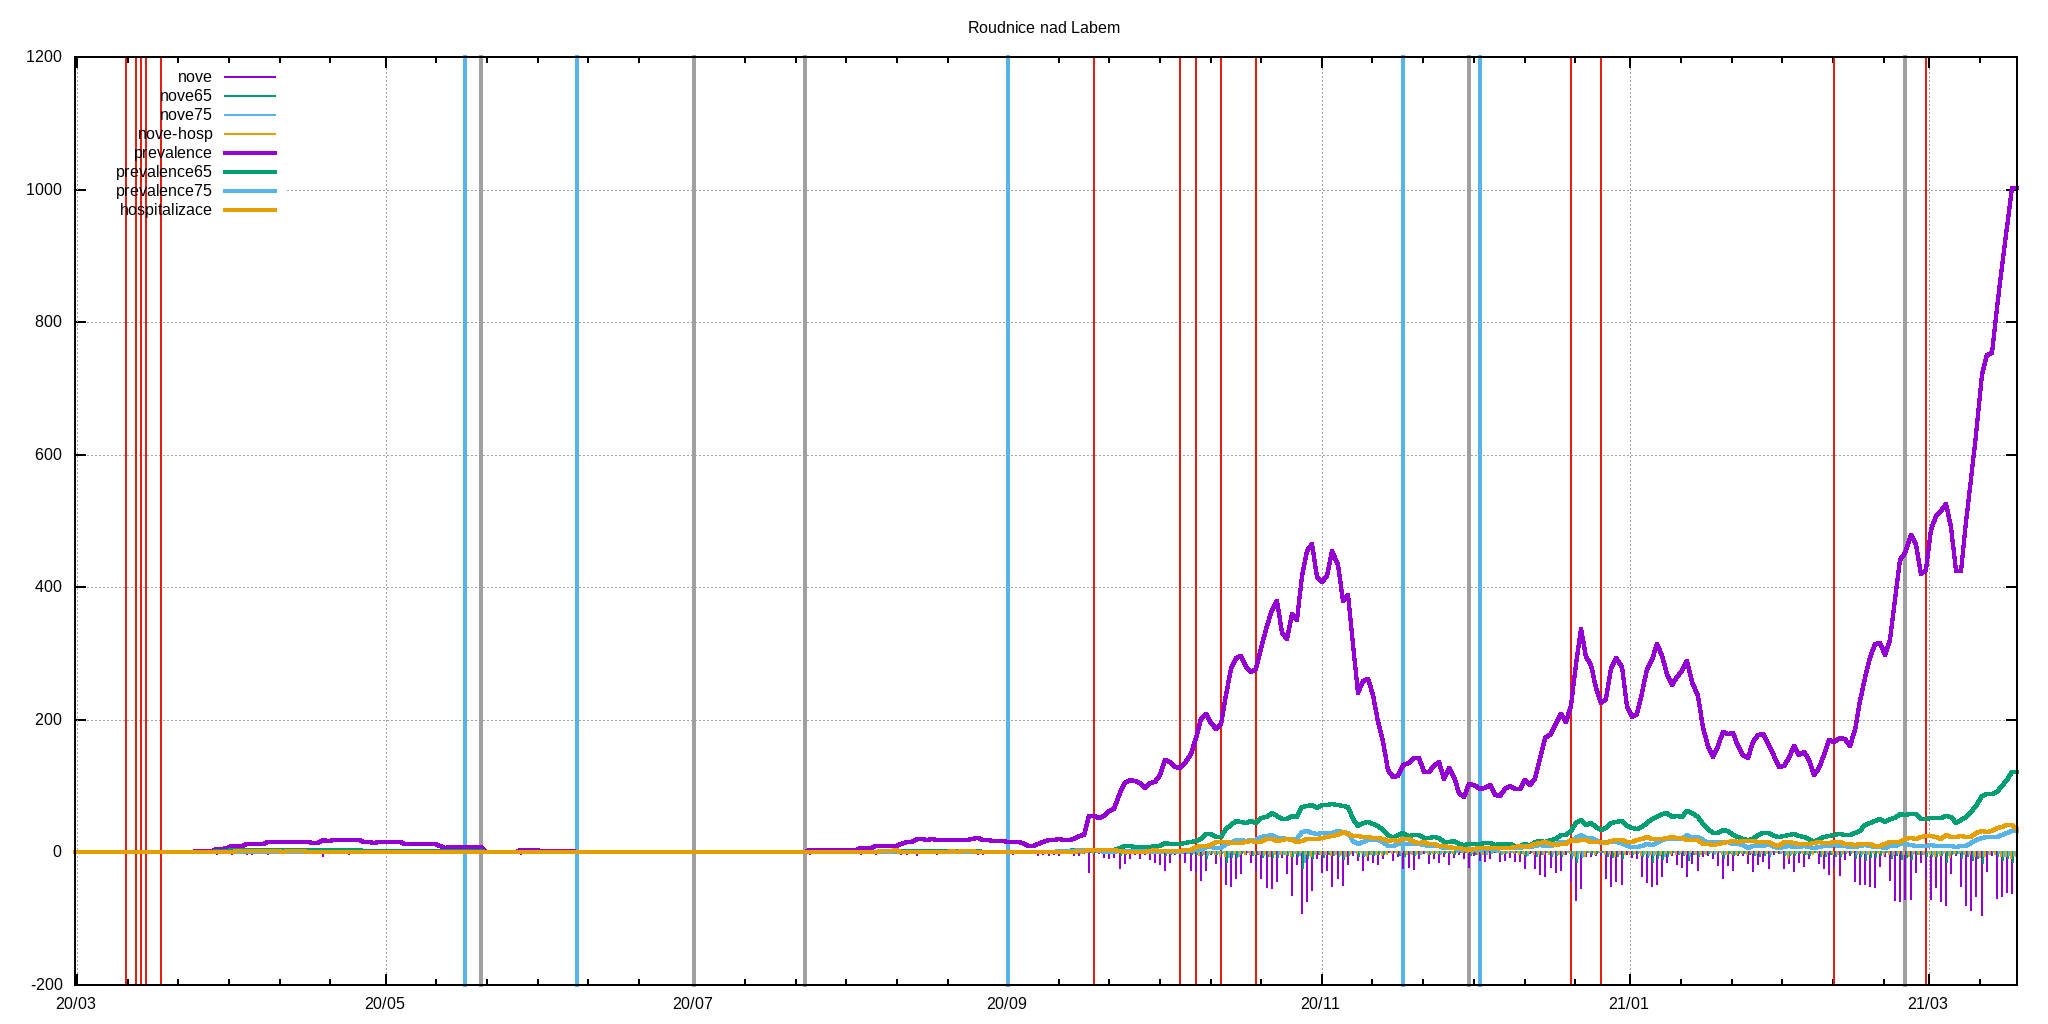 Roudnice nad Labem
1200
1000
800
600
400
200
0
-200
nove
nove65
nove75
nove-hosp
prevalence
prevalence65
prevalence75
hospitalizace
20/03 20/05 20/07 20/09 20/11 21/01 21/03